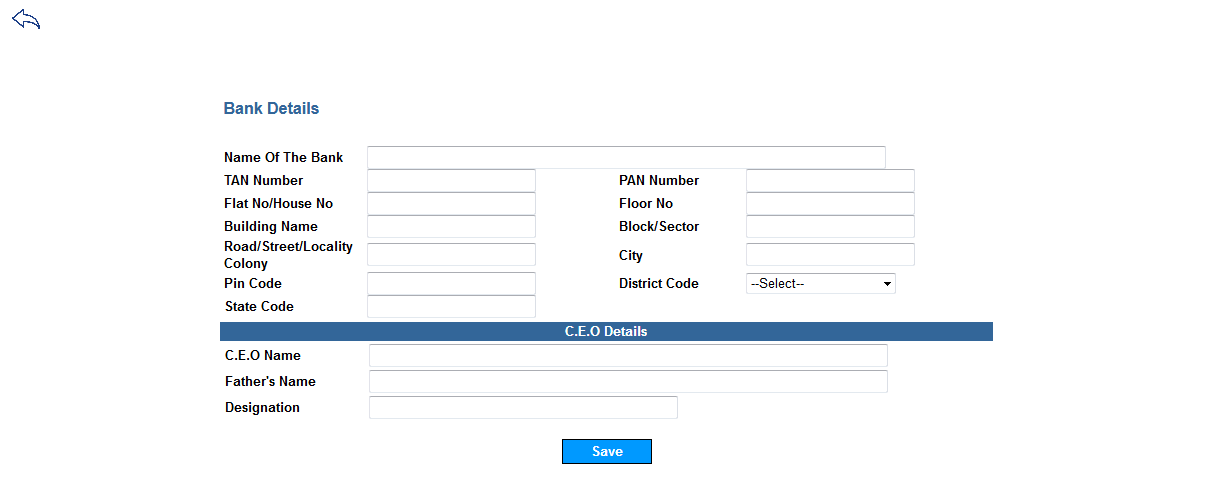 Bank Details
Name Of The Bank
TAN Number PAN Number
Flat No/House No Floor No
Building Name Block/Sector
Road/Street/Locality
Colony City
Pin Code District Code --Select--
State Code
C.E.O Details
C.E.O Name
Father's Name
Designation
Save